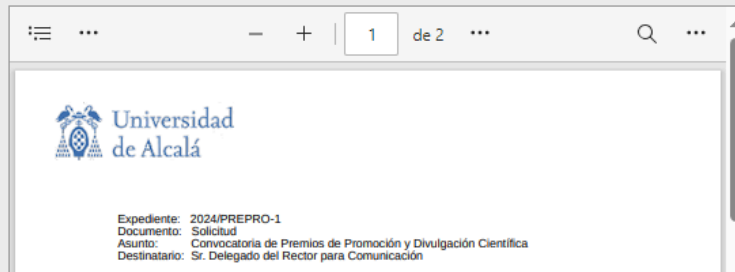 1 de 2
Universidad
de Alcalá
Expediente: 2024/PREPRO-1
Documento: Solicitud
Asunto: Convocatoria de Premios de Promoción y Divulgación Científica
Destinatario: Sr. Delegado del Rector para Comunicación